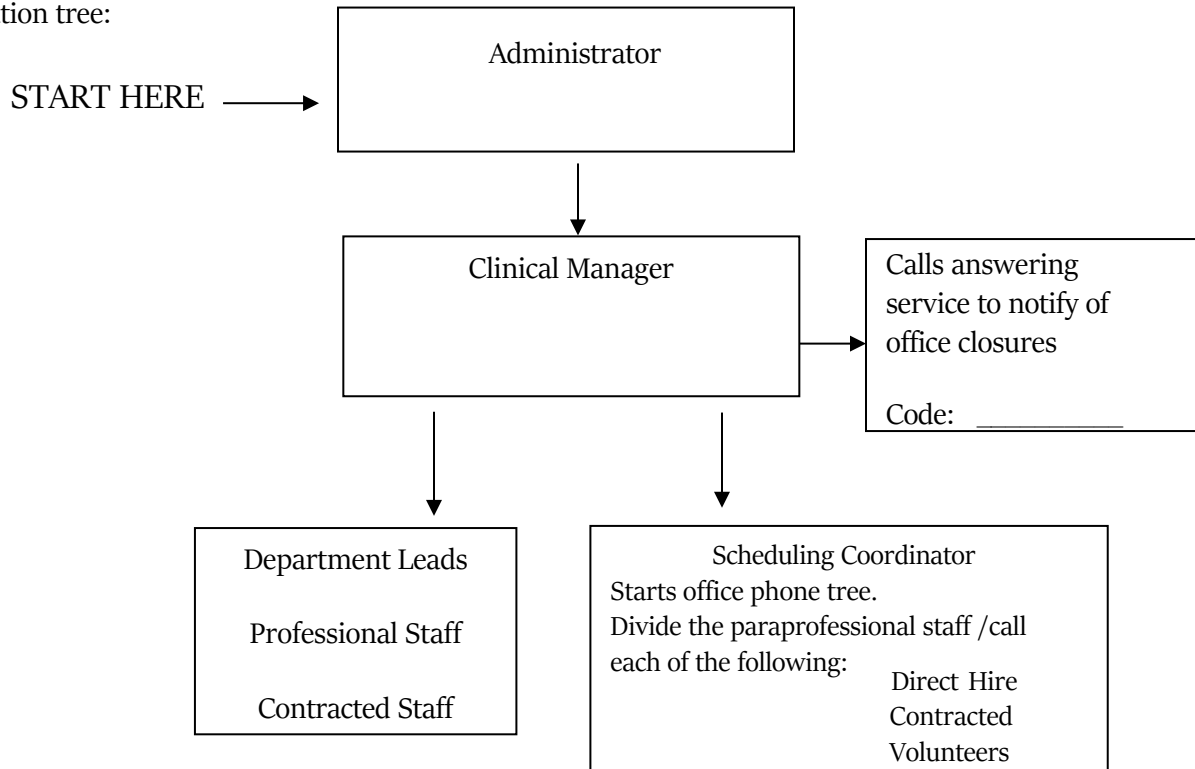 tion tree:
Administrator
START HERE
Clinical Manager
Calls answering
service to notify of
office closures
Code: ___________
Department Leads
Professional Staff
Contracted Staff
Scheduling Coordinator
Starts office phone tree.
Divide the paraprofessional staff /call
each of the following:
Direct Hire
Contracted
Volunteers